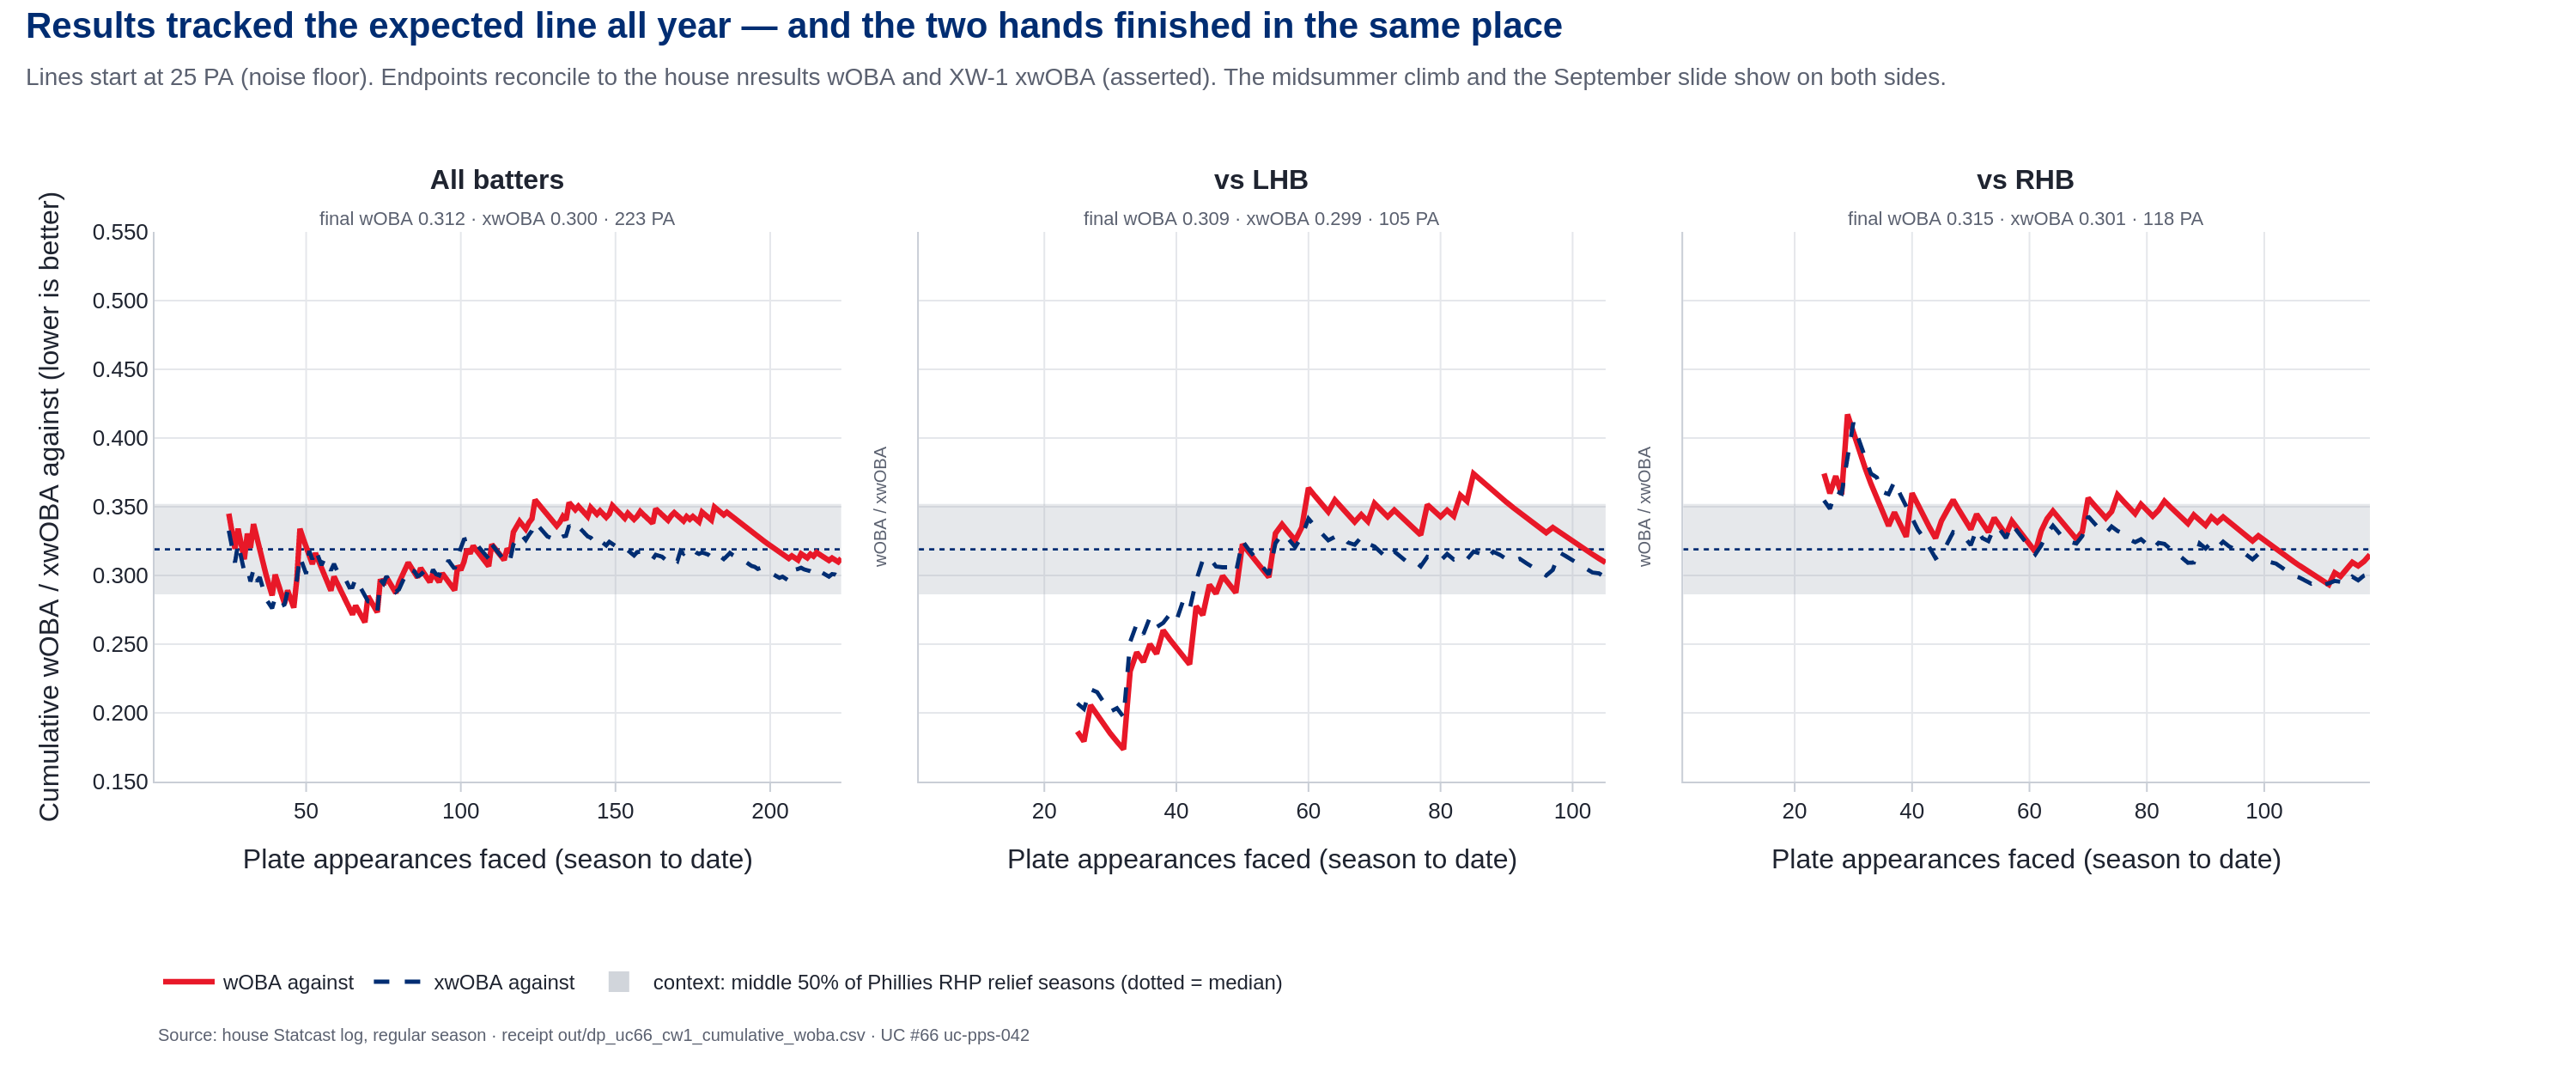 Results tracked the expected line all year — and the two hands finished in the same place
Lines start at 25 PA (noise floor). Endpoints reconcile to the house nresults wOBA and XW-1 xwOBA (asserted). The midsummer climb and the September slide show on both sides.
All batters
final wOBA 0.312 · xwOBA 0.300 · 223 PA
vs LHB
final wOBA 0.309 · xwOBA 0.299 · 105 PA
vs RHB
final wOBA 0.315 · xwOBA 0.301 · 118 PA
Cumulative wOBA / xwOBA against (lower is better)
0.550
0.500
0.450
0.400
0.350
0.300
0.250
0.200
0.150
50 100 150 200
Plate appearances faced (season to date)
wOBA / xwOBA
20 40 60 80 100
Plate appearances faced (season to date)
wOBA / xwOBA
20 40 60 80 100
Plate appearances faced (season to date)
wOBA against xwOBA against context: middle 50% of Phillies RHP relief seasons (dotted = median)
Source: house Statcast log, regular season · receipt out/dp_uc66_cw1_cumulative_woba.csv · UC #66 uc-pps-042